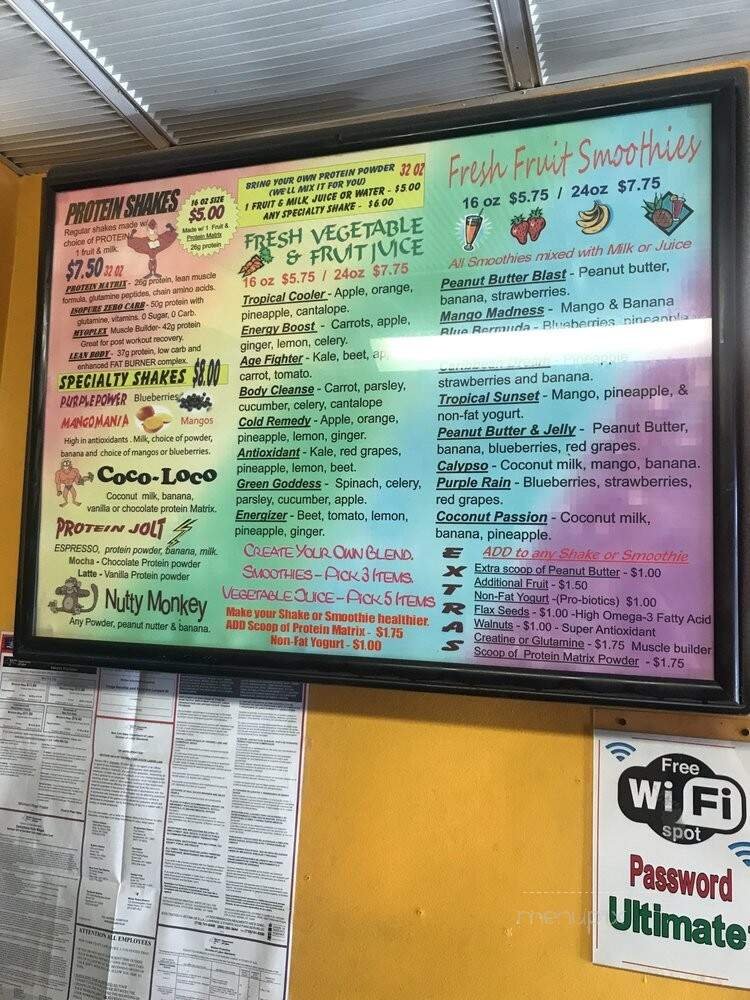 PROTEIN SHAKES
Regular shakes made w/
choice of PROTEIN
1 fruit & milk.
$7.50 32 OZ
16 OZ SIZE
$5.00
Made w/ 1 Fruit &
Protein Matrix
26g protein
PROTEIN MATRIX - 26g protein, lean muscle
formula, glutamine peptides, chain amino acids.
ISOPURE ZERO CARB - 50g protein with
glutamine, vitamins. 0 Sugar, 0 Carb.
MYOPLEX Muscle Builder- 42g protein
Great for post workout recovery.
LEAN BODY - 37g protein, low carb and
enhanced FAT BURNER complex.
SPECIALTY SHAKES $8.00
PURPLEPOWER Blueberries
MANGOMANIA Mangos
High in antioxidants . Milk, choice of powder,
banana and choice of mangos or blueberries.
COCO-LOCO
Coconut milk, banana,
vanilla or chocolate protein Matrix.
PROTEIN JOLT
ESPRESSO, protein powder, banana, milk.
Mocha - Chocolate Protein powder
Latte - Vanilla Protein powder
Nutty Monkey
Any Powder, peanut nutter & banana.
BRING YOUR OWN PROTEIN POWDER 32 OZ
(WE'LL MIX IT FOR YOU)
1 FRUIT & MILK, JUICE OR WATER - $5.00
ANY SPECIALTY SHAKE - $6.00
FRESH VEGETABLE
& FRUIT JUICE
16 oz $5.75 / 24oz $7.75
Tropical Cooler - Apple, orange,
pineapple, cantalope.
Energy Boost - Carrots, apple,
ginger, lemon, celery.
Age Fighter - Kale, beet,
carrot, tomato.
Body Cleanse - Carrot, parsley,
cucumber, celery, cantalope
Cold Remedy - Apple, orange,
pineapple, lemon, ginger.
Antioxidant - Kale, red grapes,
pineapple, lemon, beet.
Green Goddess - Spinach, celery,
parsley, cucumber, apple.
Energizer - Beet, tomato, lemon,
pineapple, ginger.
CREATE YOUR OWN BLEND.
SMOOTHIES - PICK 3 ITEMS
VEGETABLE JUICE - PICK 5 ITEMS
Make your Shake or Smoothie healthier.
ADD Scoop of Protein Matrix - $1.75
Non-Fat Yogurt - $1.00
Fresh Fruit Smoothies
16 oz $5.75 / 24oz $7.75
All Smoothies mixed with Milk or Juice
Peanut Butter Blast - Peanut butter,
banana, strawberries.
Mango Madness - Mango & Banana
Blue Bermuda - Blueberries, pineapple
strawberries and banana.
Tropical Sunset - Mango, pineapple, &
non-fat yogurt.
Peanut Butter & Jelly - Peanut Butter,
banana, blueberries, red grapes.
Calypso - Coconut milk, mango, banana.
Purple Rain - Blueberries, strawberries,
red grapes.
Coconut Passion - Coconut milk,
banana, pineapple.
EXTRAS
ADD to any Shake or Smoothie
Extra scoop of Peanut Butter - $1.00
Additional Fruit - $1.50
Non-Fat Yogurt -(Pro-biotics) $1.00
Flax Seeds - $1.00 -High Omega-3 Fatty Acid
Walnuts - $1.00 - Super Antioxidant
Creatine or Glutamine - $1.75 Muscle builder
Scoop of Protein Matrix Powder - $1.75
ATTENTION ALL EMPLOYEES
Free
Wi Fi
spot
Password
Ultimate
menupix